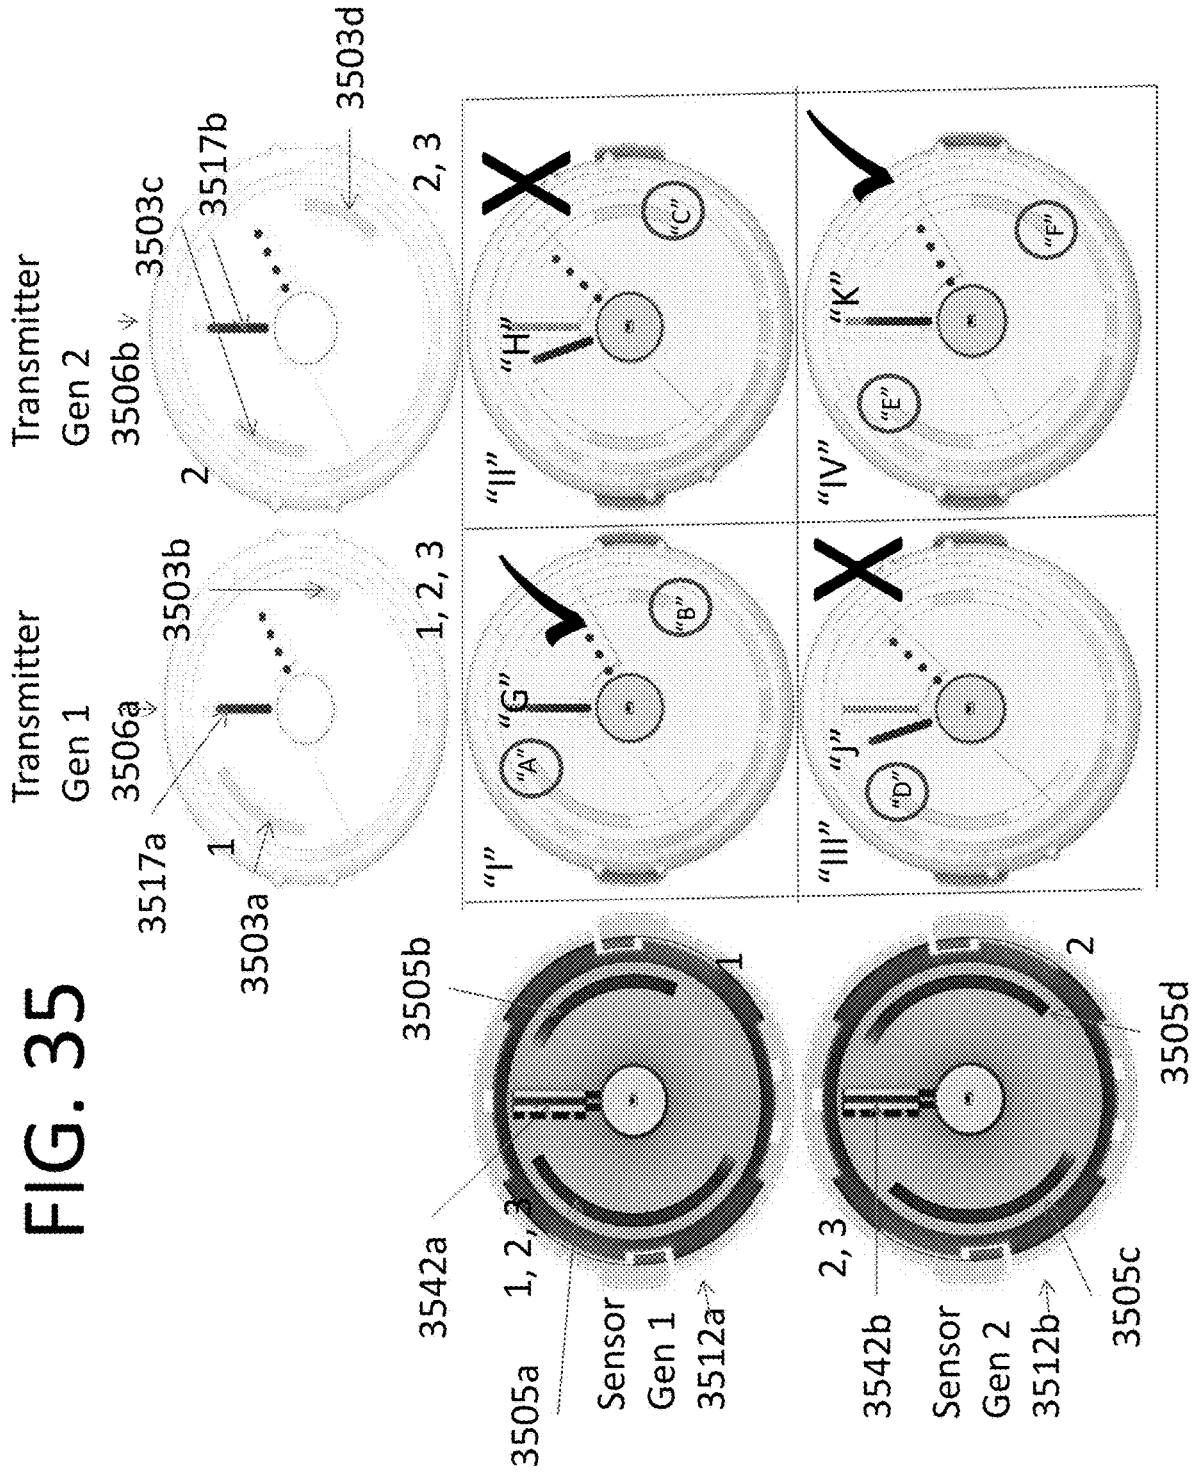 FIG. 35
Transmitter
Gen 1
3506a
Transmitter
Gen 2
3506b
3517a
3503a
1
3503b
1, 2, 3
2
3503c
3517b
3503d
2, 3
3542a
3505b
3505a
1, 2, 3
1
Sensor
Gen 1
3512a
"I"
"A"
"G"
"B"
"II"
"H"
"C"
3542b
2, 3
2
Sensor
Gen 2
3512b
3505c
3505d
"III"
"D"
"J"
"IV"
"E"
"K"
"F"